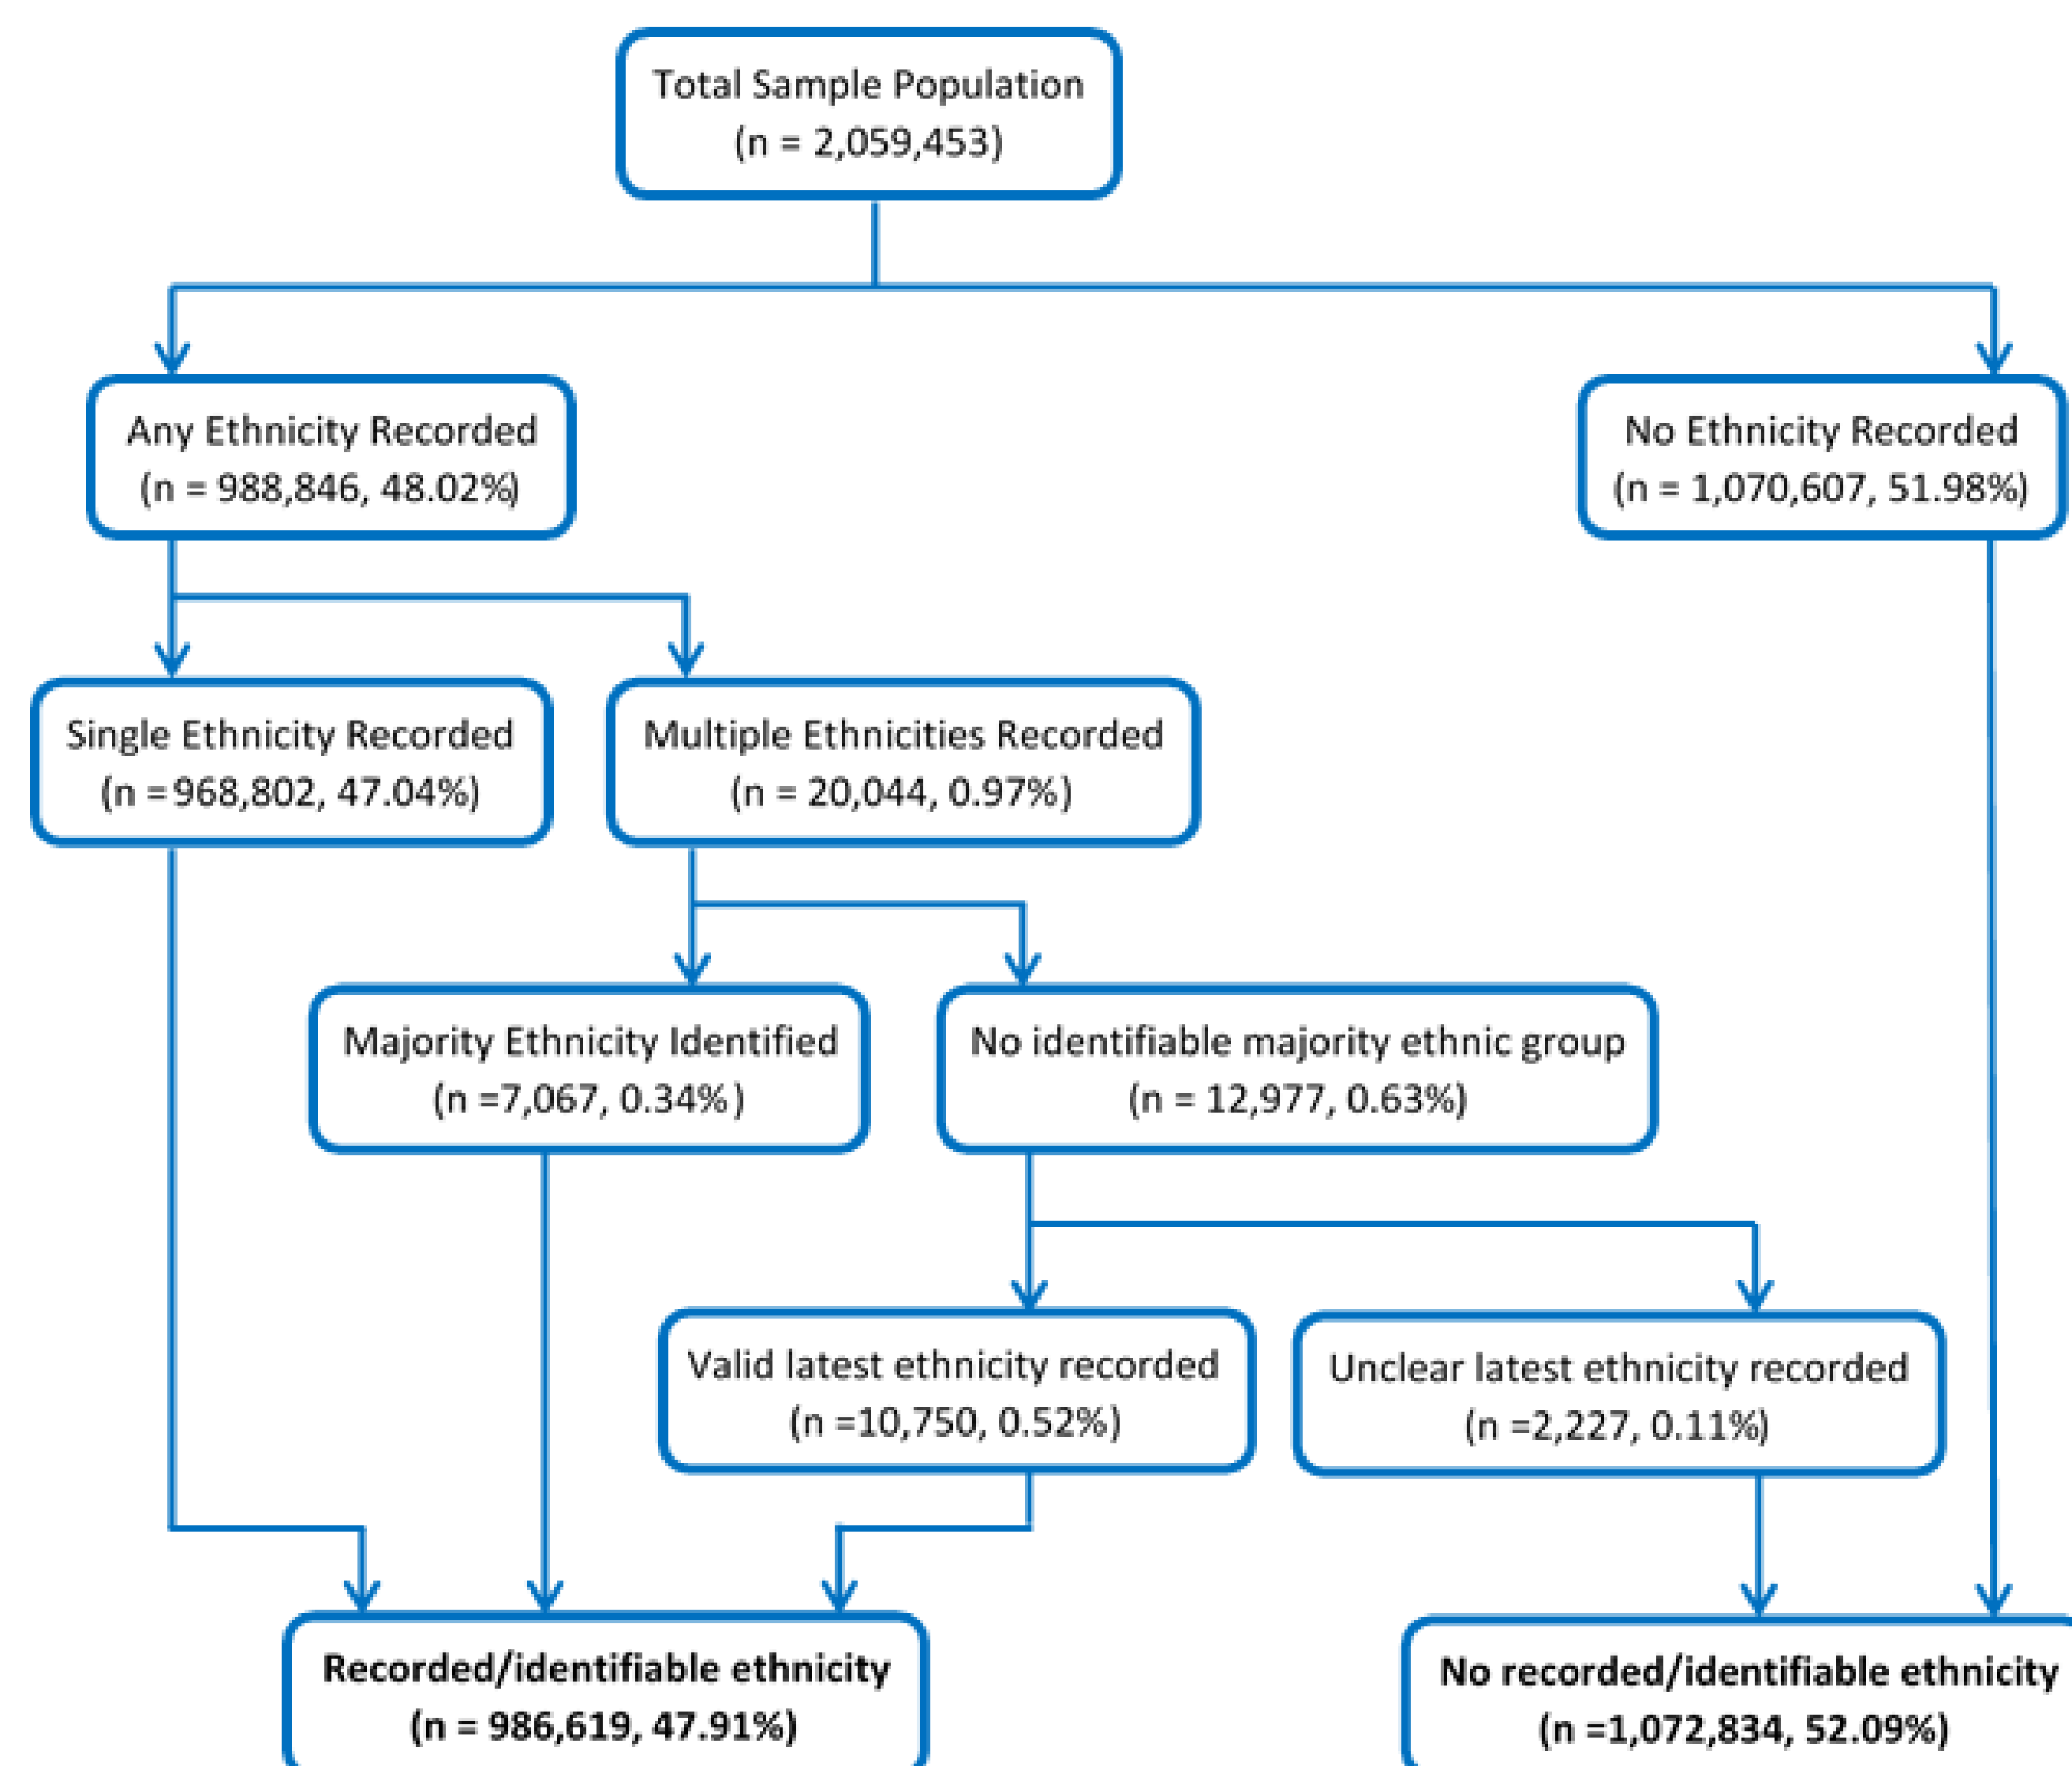 Total Sample Population
(n = 2,059,453)
Any Ethnicity Recorded
(n = 988,846, 48.02%)
No Ethnicity Recorded
(n = 1,070,607, 51.98%)
Single Ethnicity Recorded
(n =968,802, 47.04%)
Multiple Ethnicities Recorded
(n = 20,044, 0.97%)
Majority Ethnicity Identified
(n =7,067, 0.34%)
No identifiable majority ethnic group
(n = 12,977, 0.63%)
Valid latest ethnicity recorded
(n =10,750, 0.52%)
Unclear latest ethnicity recorded
(n =2,227, 0.11%)
Recorded/identifiable ethnicity
(n = 986,619, 47.91%)
No recorded/identifiable ethnicity
(n =1,072,834, 52.09%)